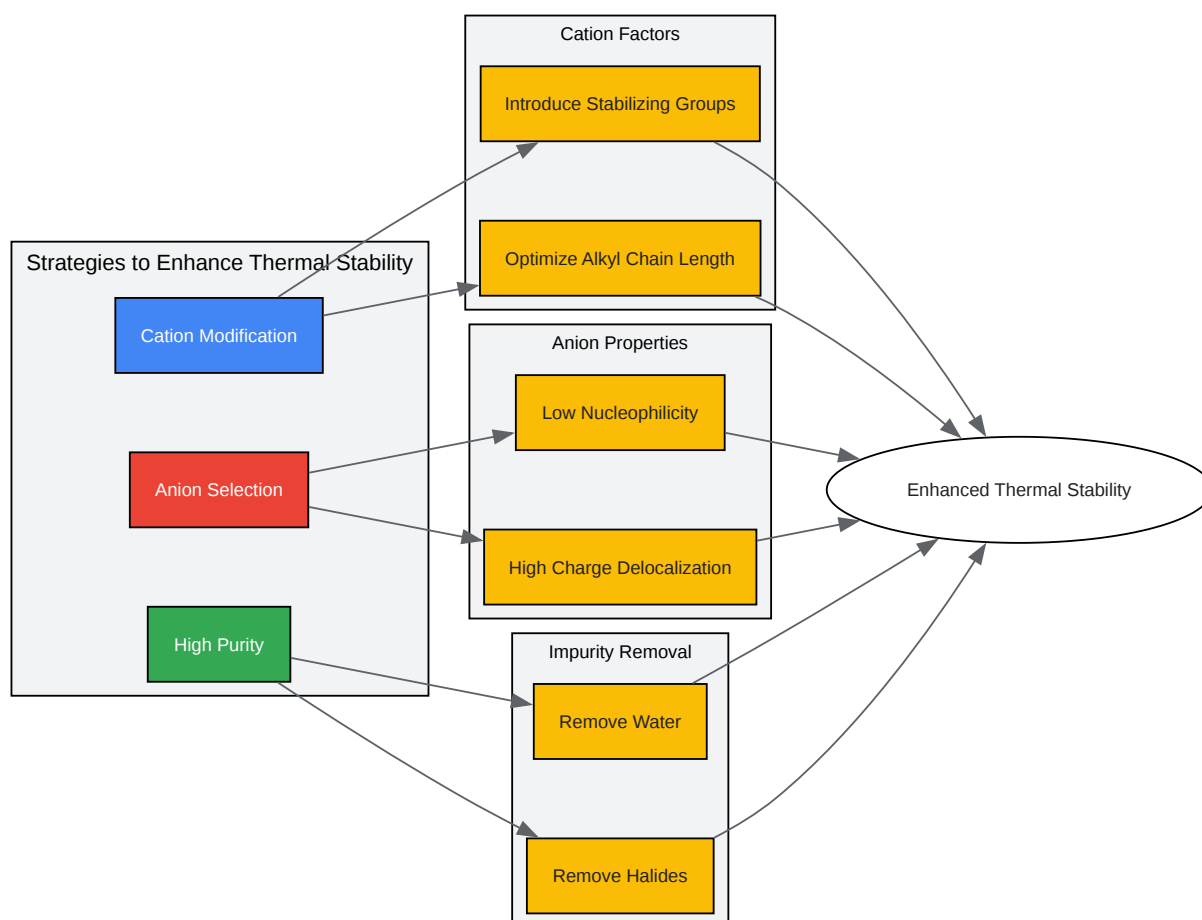 Strategies to Enhance Thermal Stability
Cation Modification
Anion Selection
High Purity
Cation Factors
Introduce Stabilizing Groups
Optimize Alkyl Chain Length
Anion Properties
Low Nucleophilicity
High Charge Delocalization
Impurity Removal
Remove Water
Remove Halides
Enhanced Thermal Stability